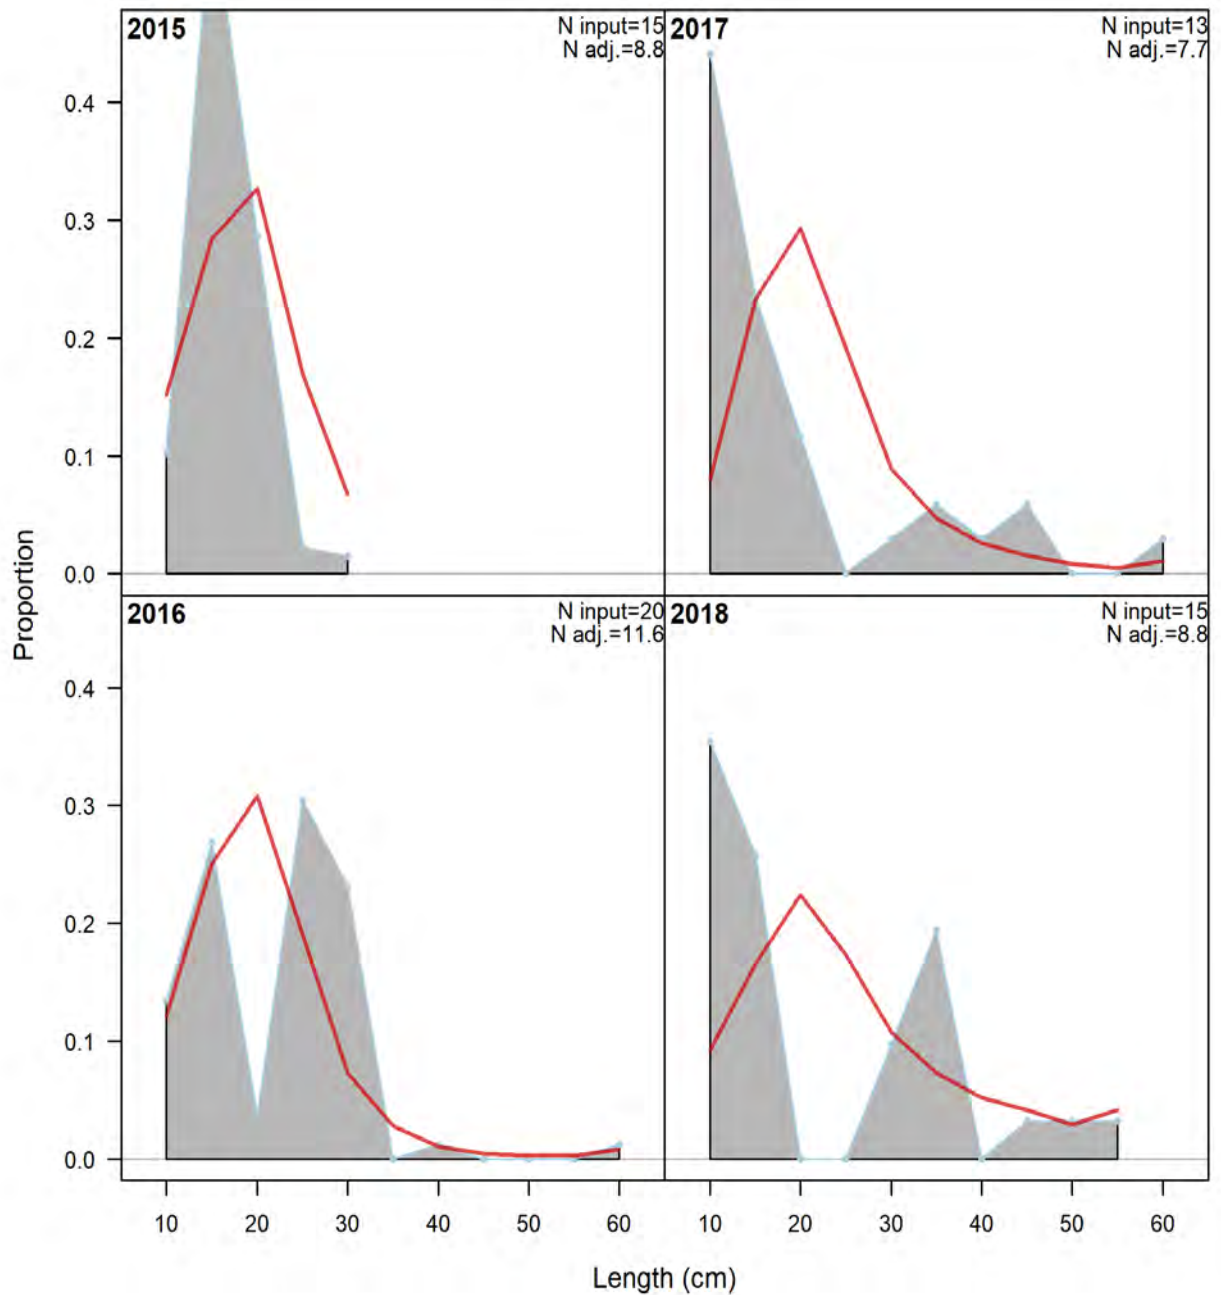 2015
N input=15
N adj.=8.8
2017
N input=13
N adj.=7.7
0.4
0.3
0.2
0.1
0.0
2016
N input=20
N adj.=11.6
2018
N input=15
N adj.=8.8
0.4
0.3
0.2
0.1
0.0
Proportion
10 20 30 40 50 60
10 20 30 40 50 60
Length (cm)